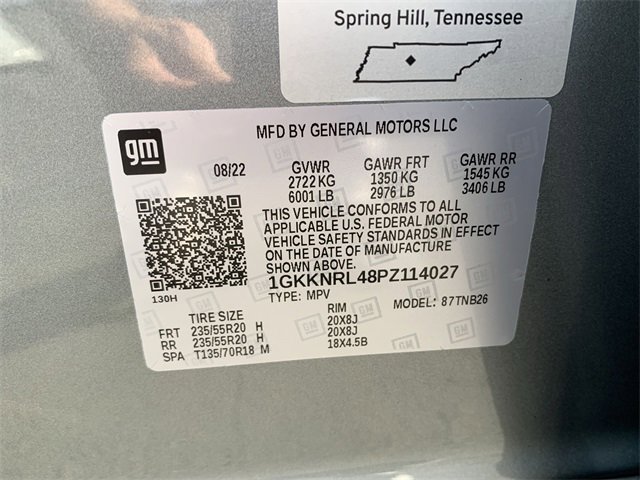 Spring Hill, Tennessee
gm
MFD BY GENERAL MOTORS LLC
08/22 GVWR GAWR FRT GAWR RR
2722 KG 1350 KG 1545 KG
6001 LB 2976 LB 3406 LB
THIS VEHICLE CONFORMS TO ALL
APPLICABLE U.S. FEDERAL MOTOR
VEHICLE SAFETY STANDARDS IN EFFECT
ON THE DATE OF MANUFACTURE
SHOWN ABOVE.
1GKKNRL48PZ114027
130H
TYPE: MPV MODEL: 87TNB26
TIRE SIZE RIM
FRT 235/55R20 H 20X8J
RR 235/55R20 H 20X8J
SPA T135/70R18 M 18X4.5B